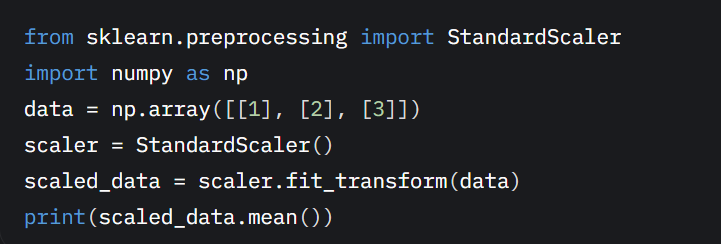 from sklearn.preprocessing import StandardScaler
import numpy as np
data = np.array([[1], [2], [3]])
scaler = StandardScaler()
scaled_data = scaler.fit_transform(data)
print(scaled_data.mean())